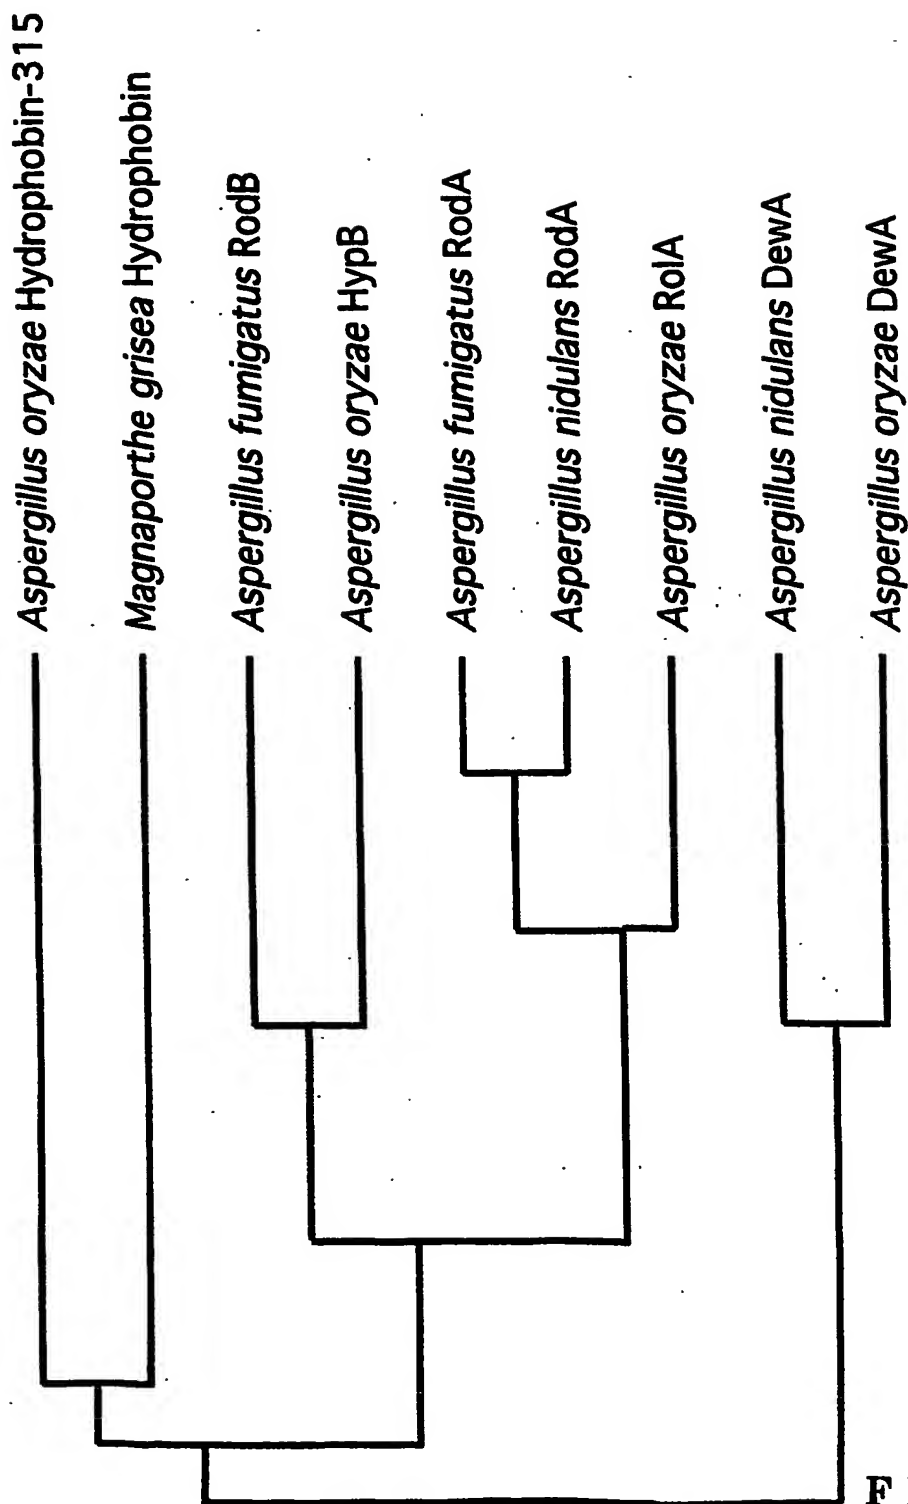 Aspergillus oryzae Hydrophobin-315
Magnaporthe grisea Hydrophobin
Aspergillus fumigatus RodB
Aspergillus oryzae HypB
Aspergillus fumigatus RodA
Aspergillus nidulans RodA
Aspergillus oryzae RolA
Aspergillus nidulans DewA
Aspergillus oryzae DewA
F